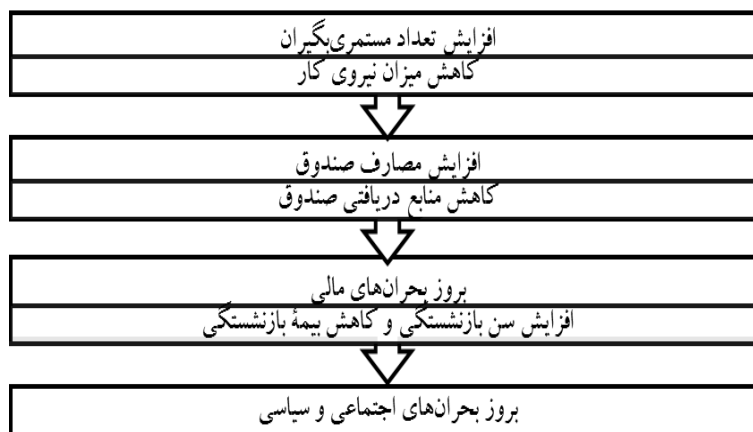 افزایش تعداد مستمری‌بگیران
کاهش میزان نیروی کار
افزایش مصارف صندوق
کاهش منابع دریافتی صندوق
بروز بحران‌های مالی
افزایش سن بازنشستگی و کاهش بیمهٔ بازنشستگی
بروز بحران‌های اجتماعی و سیاسی